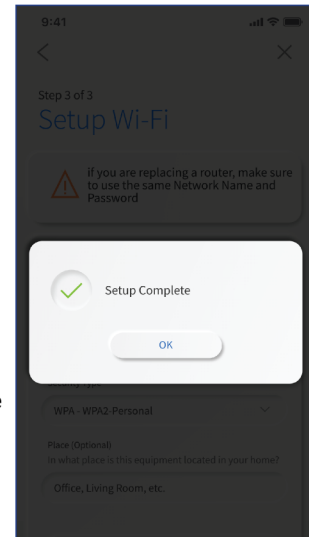 9:41
Step 3 of 3
Setup Wi-Fi
if you are replacing a router, make sure
to use the same Network Name and
Password
Setup Complete
OK
Security Type
WPA - WPA2-Personal
Place (Optional)
In what place is this equipment located in your home?
Office, Living Room, etc.
e